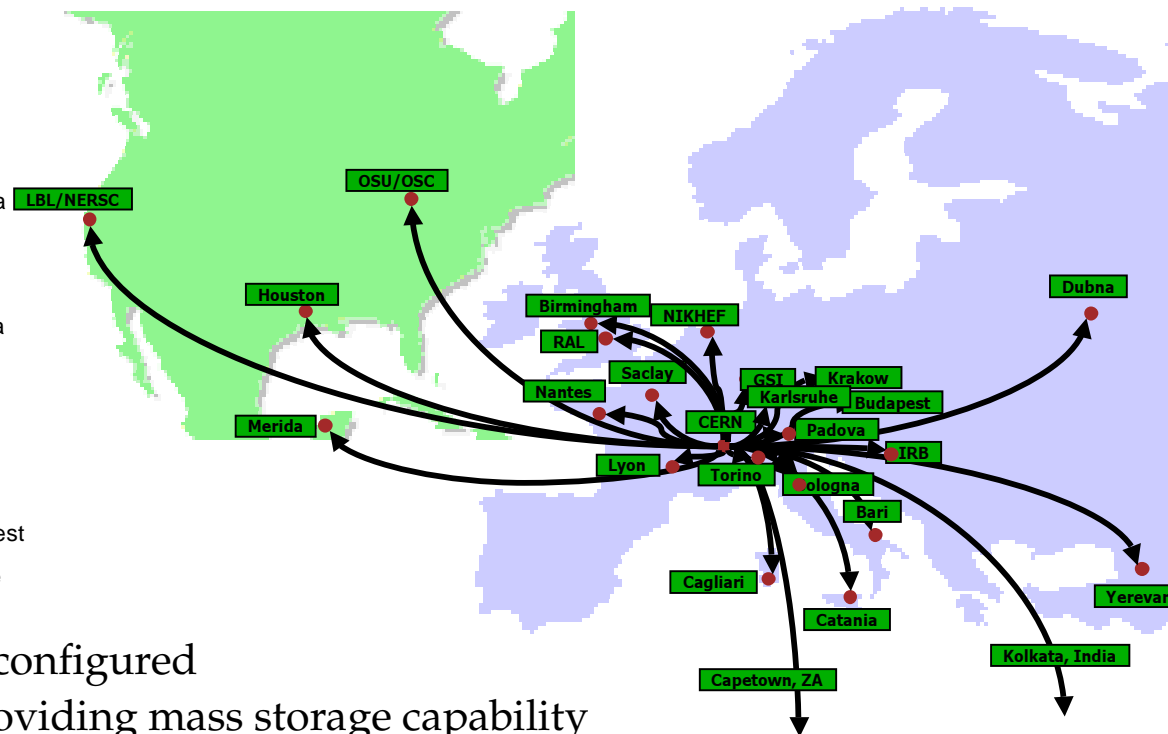 OSU/OSC
LBL/NERSC
Houston
Dubna
Birmingham
NIKHEF
RAL
Saclay
GSI
Krakow
Nantes
Karlsruhe
Budapest
CERN
Merida
Padova
IRB
Lyon
Torino
ologna
Bari
est
Cagliari
Yerevan
Catania
configured
Kolkata, India
Capetown, ZA
oviding mass storage capability